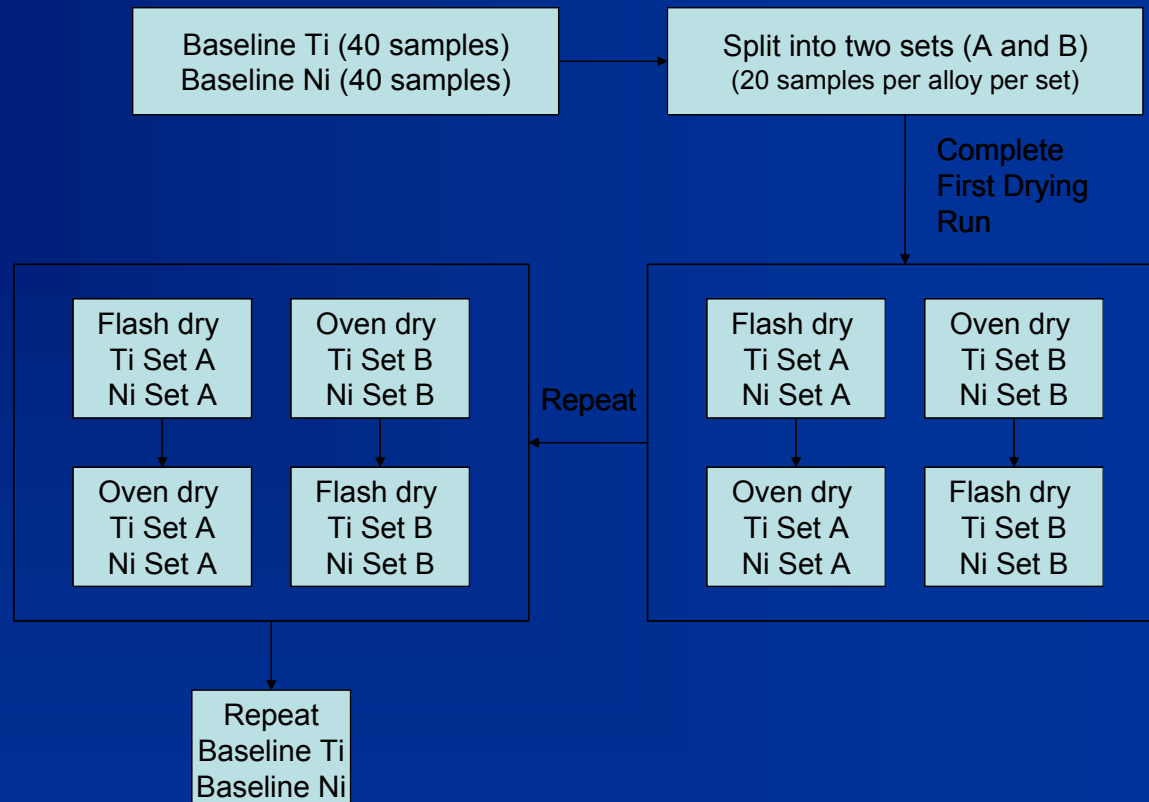 Baseline Ti (40 samples)
Baseline Ni (40 samples)
Split into two sets (A and B)
(20 samples per alloy per set)
Complete
First Drying
Run
Flash dry
Ti Set A
Ni Set A
Oven dry
Ti Set B
Ni Set B
Oven dry
Ti Set A
Ni Set A
Flash dry
Ti Set B
Ni Set B
Repeat
Flash dry
Ti Set A
Ni Set A
Oven dry
Ti Set B
Ni Set B
Oven dry
Ti Set A
Ni Set A
Flash dry
Ti Set B
Ni Set B
Repeat
Baseline Ti
Baseline Ni